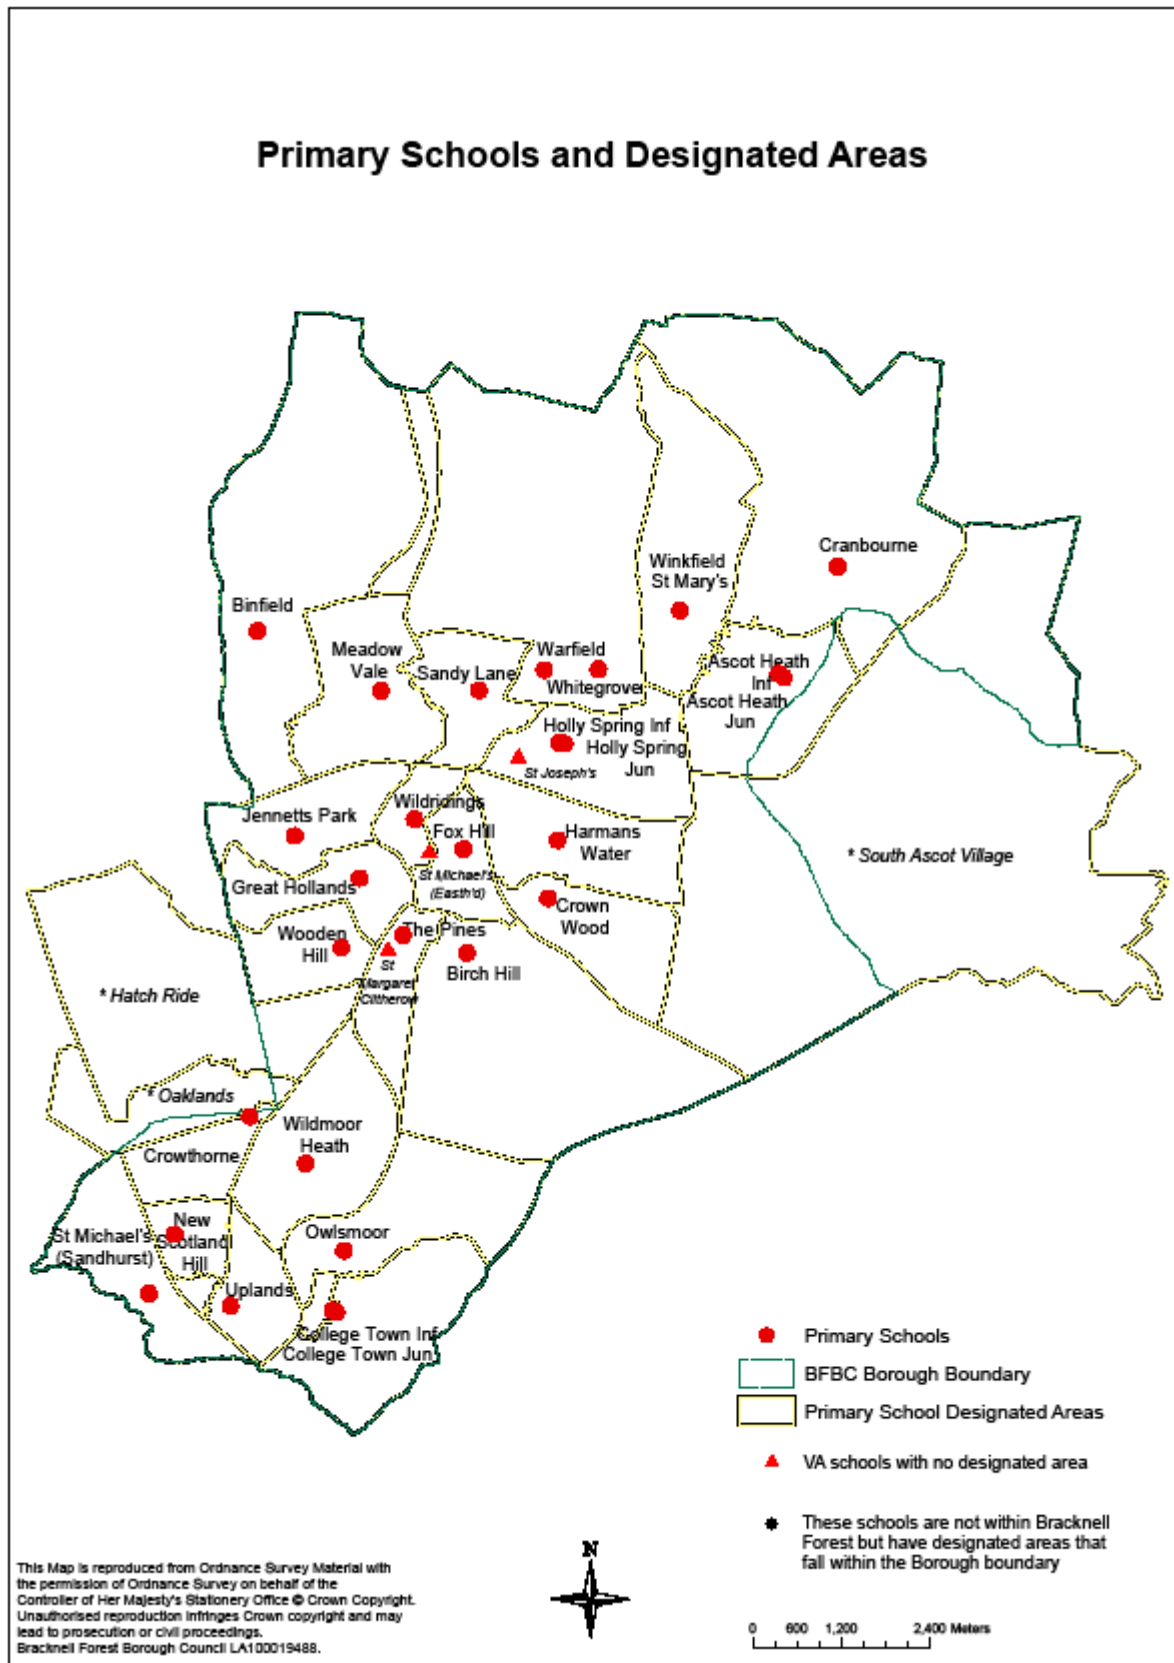 Primary Schools and Designated Areas
Cranbourne
Winkfield
St Mary's
Binfield
Meadow
Vale
Sandy Lane
Warfield
Whitegrove
Ascot Heath
Inf
Ascot Heath
Jun
Holly Spring Inf
Holly Spring
Jun
St Joseph's
Wildridings
Jennetts Park
Fox Hill
Harmans
Water
* South Ascot Village
St Michael's
(Easth'd)
Great Hollands
Crown
Wood
Wooden
Hill
The Pines
St
Margaret
Clitherow
Birch Hill
* Hatch Ride
* Oaklands
Wildmoor
Heath
Crowthorne
New
Scotland
Hill
St Michael's
(Sandhurst)
Owlsmoor
Uplands
College Town Inf
College Town Jun
Primary Schools
BFBC Borough Boundary
Primary School Designated Areas
VA schools with no designated area
These schools are not within Bracknell
Forest but have designated areas that
fall within the Borough boundary
N
0 600 1,200 2,400 Meters
This Map is reproduced from Ordnance Survey Material with
the permission of Ordnance Survey on behalf of the
Controller of Her Majesty's Stationery Office © Crown Copyright.
Unauthorised reproduction infringes Crown copyright and may
lead to prosecution or civil proceedings.
Bracknell Forest Borough Council LA100019488.